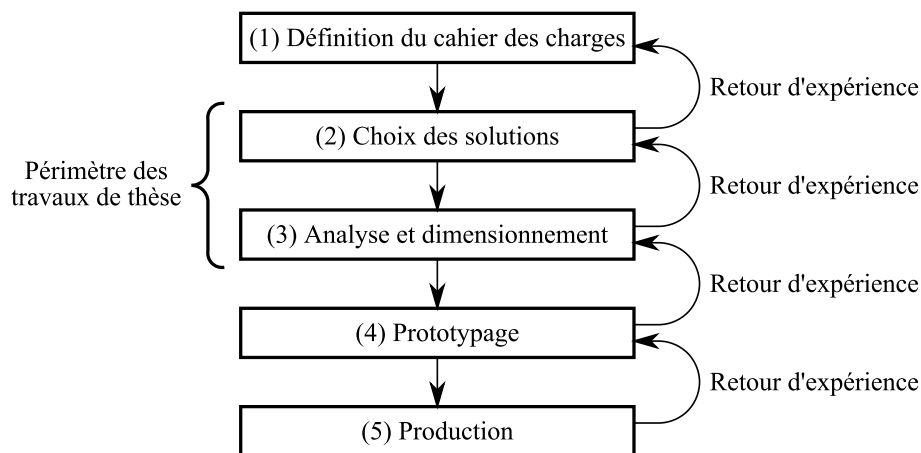 (1) Définition du cahier des charges
Retour d'expérience
(2) Choix des solutions
Périmètre des
travaux de thèse
Retour d'expérience
(3) Analyse et dimensionnement
Retour d'expérience
(4) Prototypage
Retour d'expérience
(5) Production